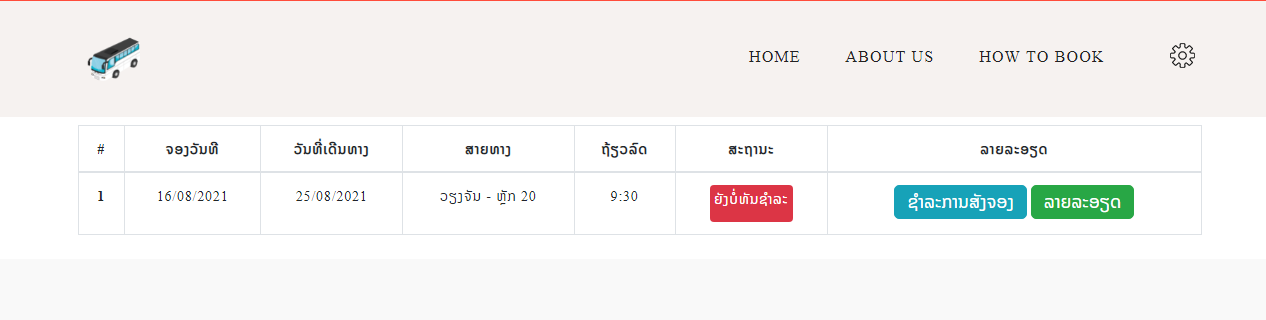 HOME ABOUT US HOW TO BOOK
# ຈອງວັນທີ ວັນທີ່ເດີນທາງ ສາຍທາງ ຖ້ຽວລົດ ສະຖານະ ລາຍລະອຽດ
1 16/08/2021 25/08/2021 ວຽງຈັນ - ຫຼັກ 20 9:30 ຍັງບໍ່ທັນຊຳລະ ຊຳລະການສັງຈອງ ລາຍລະອຽດ